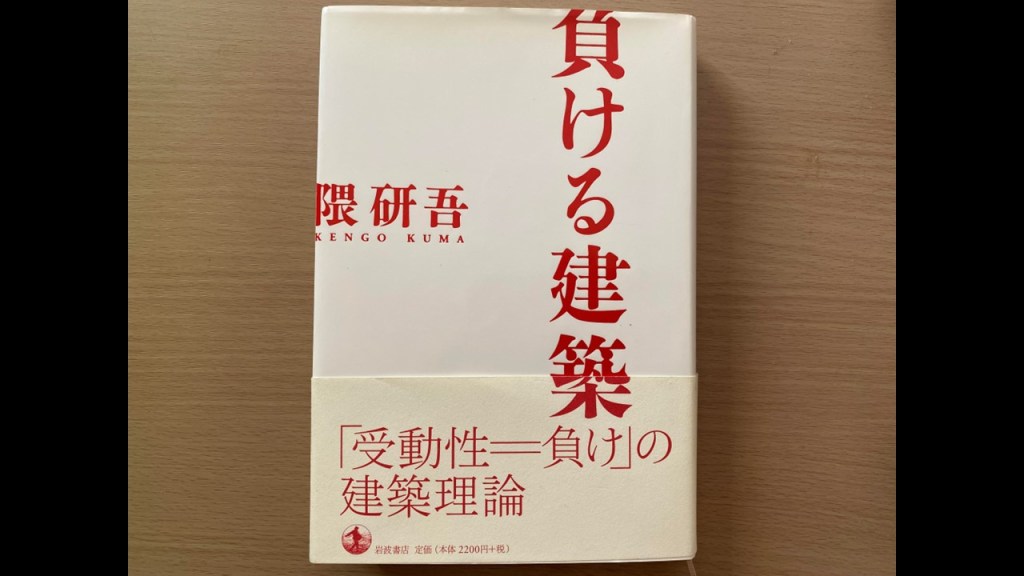 負ける建築
隈研吾
KENGO KUMA
「受動性＝負け」の
建築理論
岩波書店 定価（本体 2200円+税）